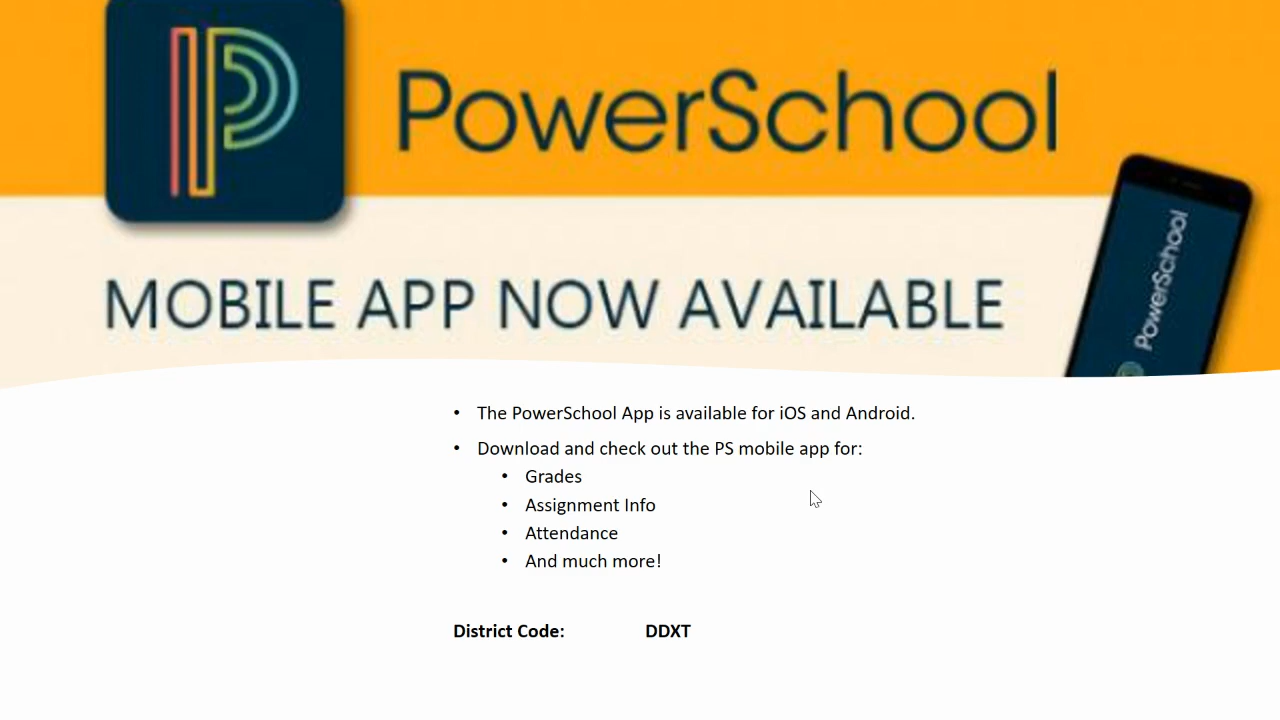 PowerSchool
MOBILE APP NOW AVAILABLE
PowerSchool
• The PowerSchool App is available for iOS and Android.
• Download and check out the PS mobile app for:
• Grades
• Assignment Info
• Attendance
• And much more!
District Code: DDXT